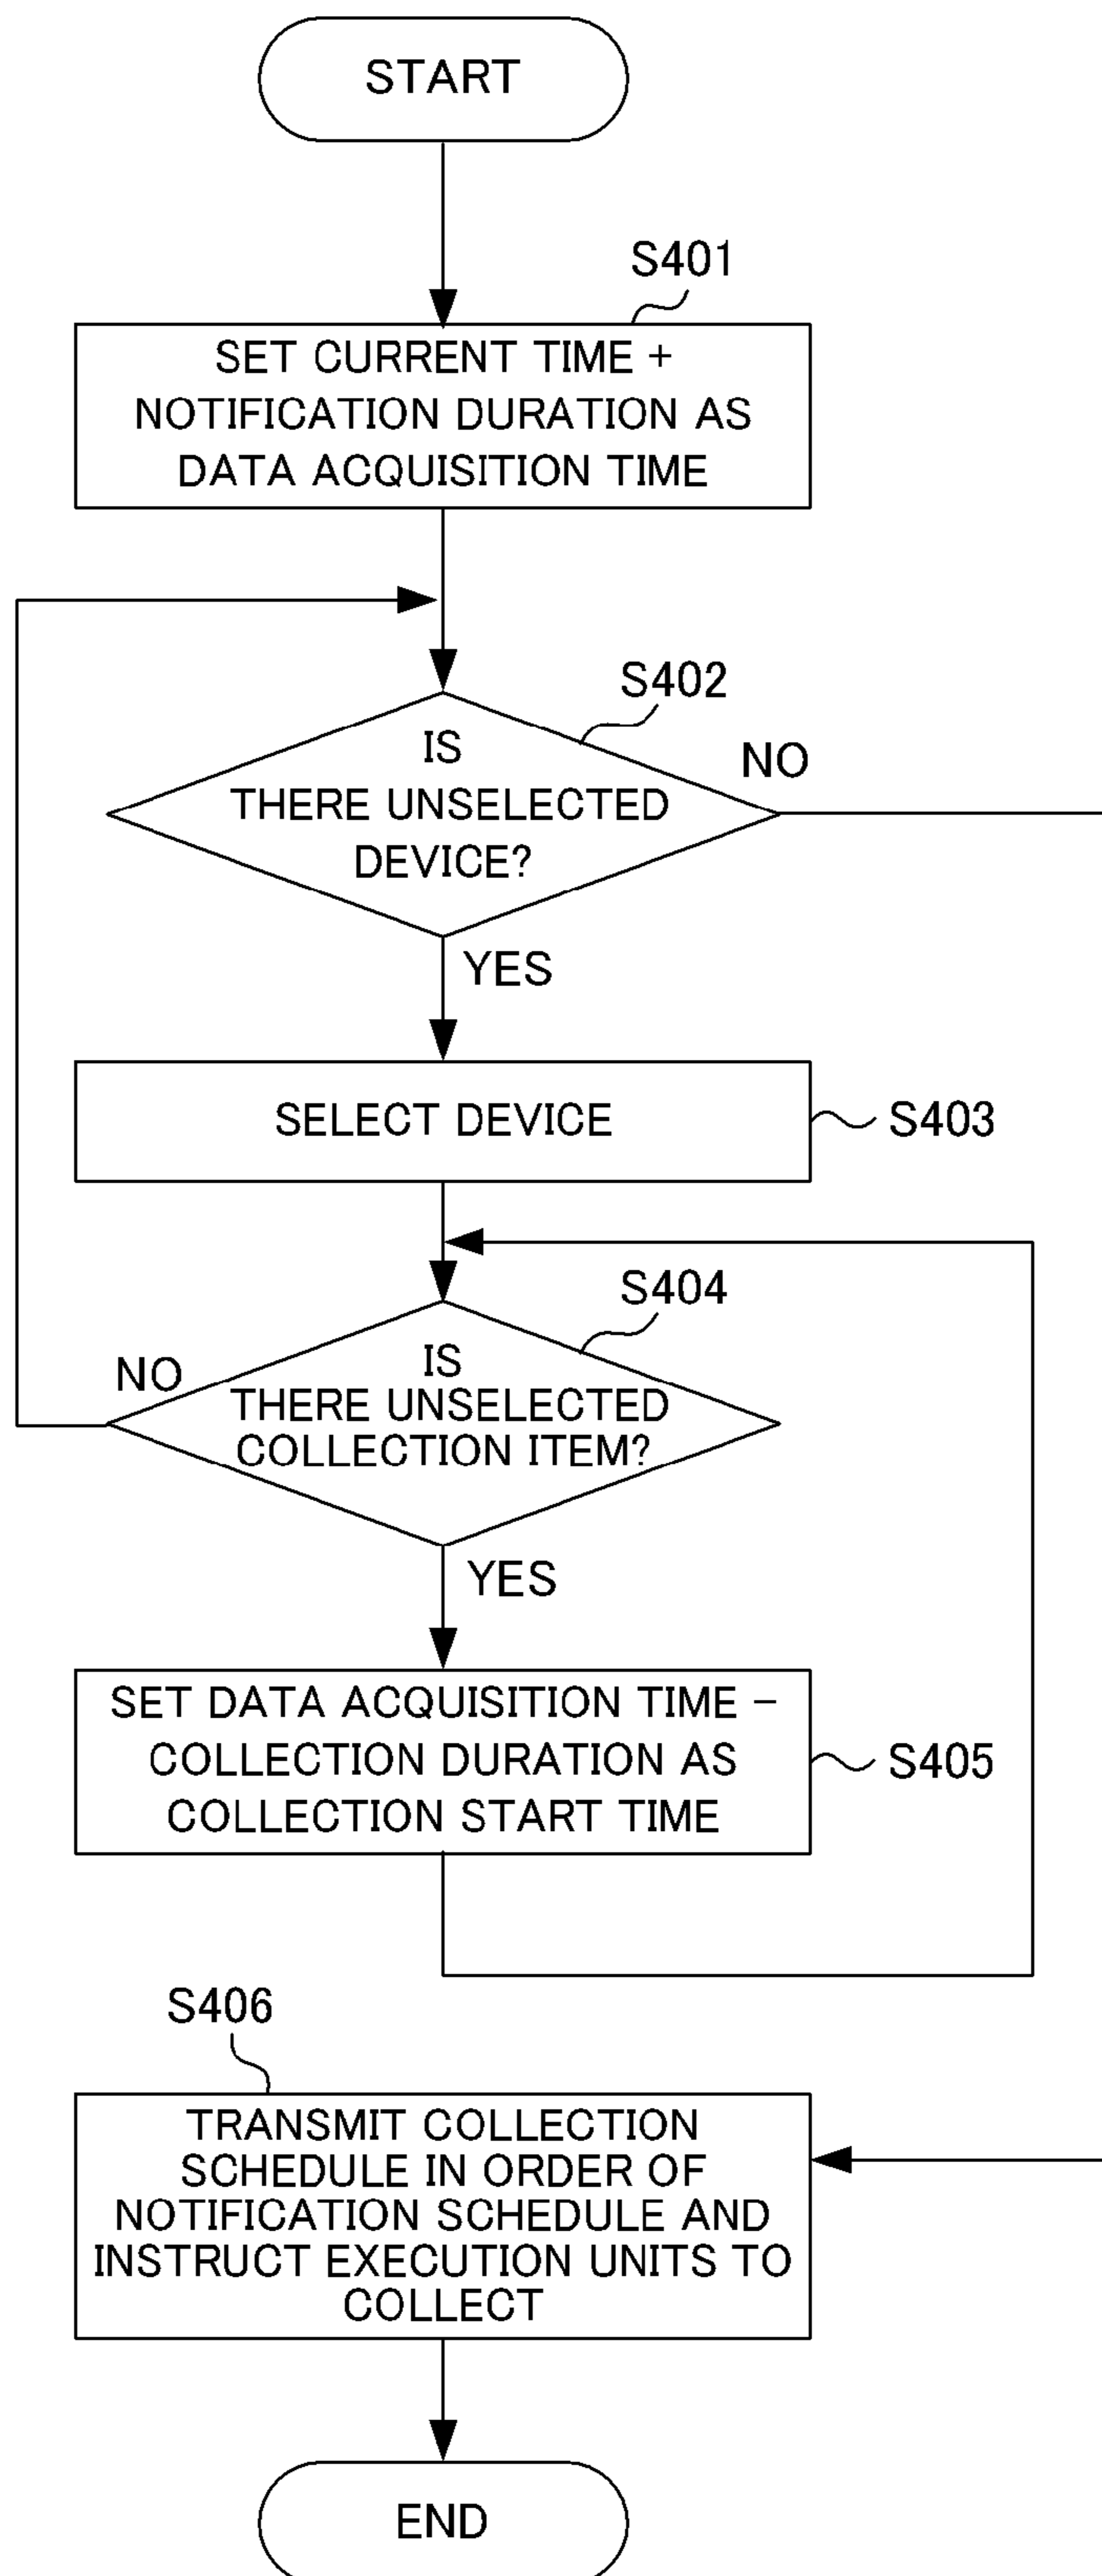 START
S401
SET CURRENT TIME +
NOTIFICATION DURATION AS
DATA ACQUISITION TIME
S402
IS
THERE UNSELECTED
DEVICE?
NO
YES
SELECT DEVICE
S403
S404
IS
THERE UNSELECTED
COLLECTION ITEM?
NO
YES
SET DATA ACQUISITION TIME −
COLLECTION DURATION AS
COLLECTION START TIME
S405
S406
TRANSMIT COLLECTION
SCHEDULE IN ORDER OF
NOTIFICATION SCHEDULE AND
INSTRUCT EXECUTION UNITS TO
COLLECT
END